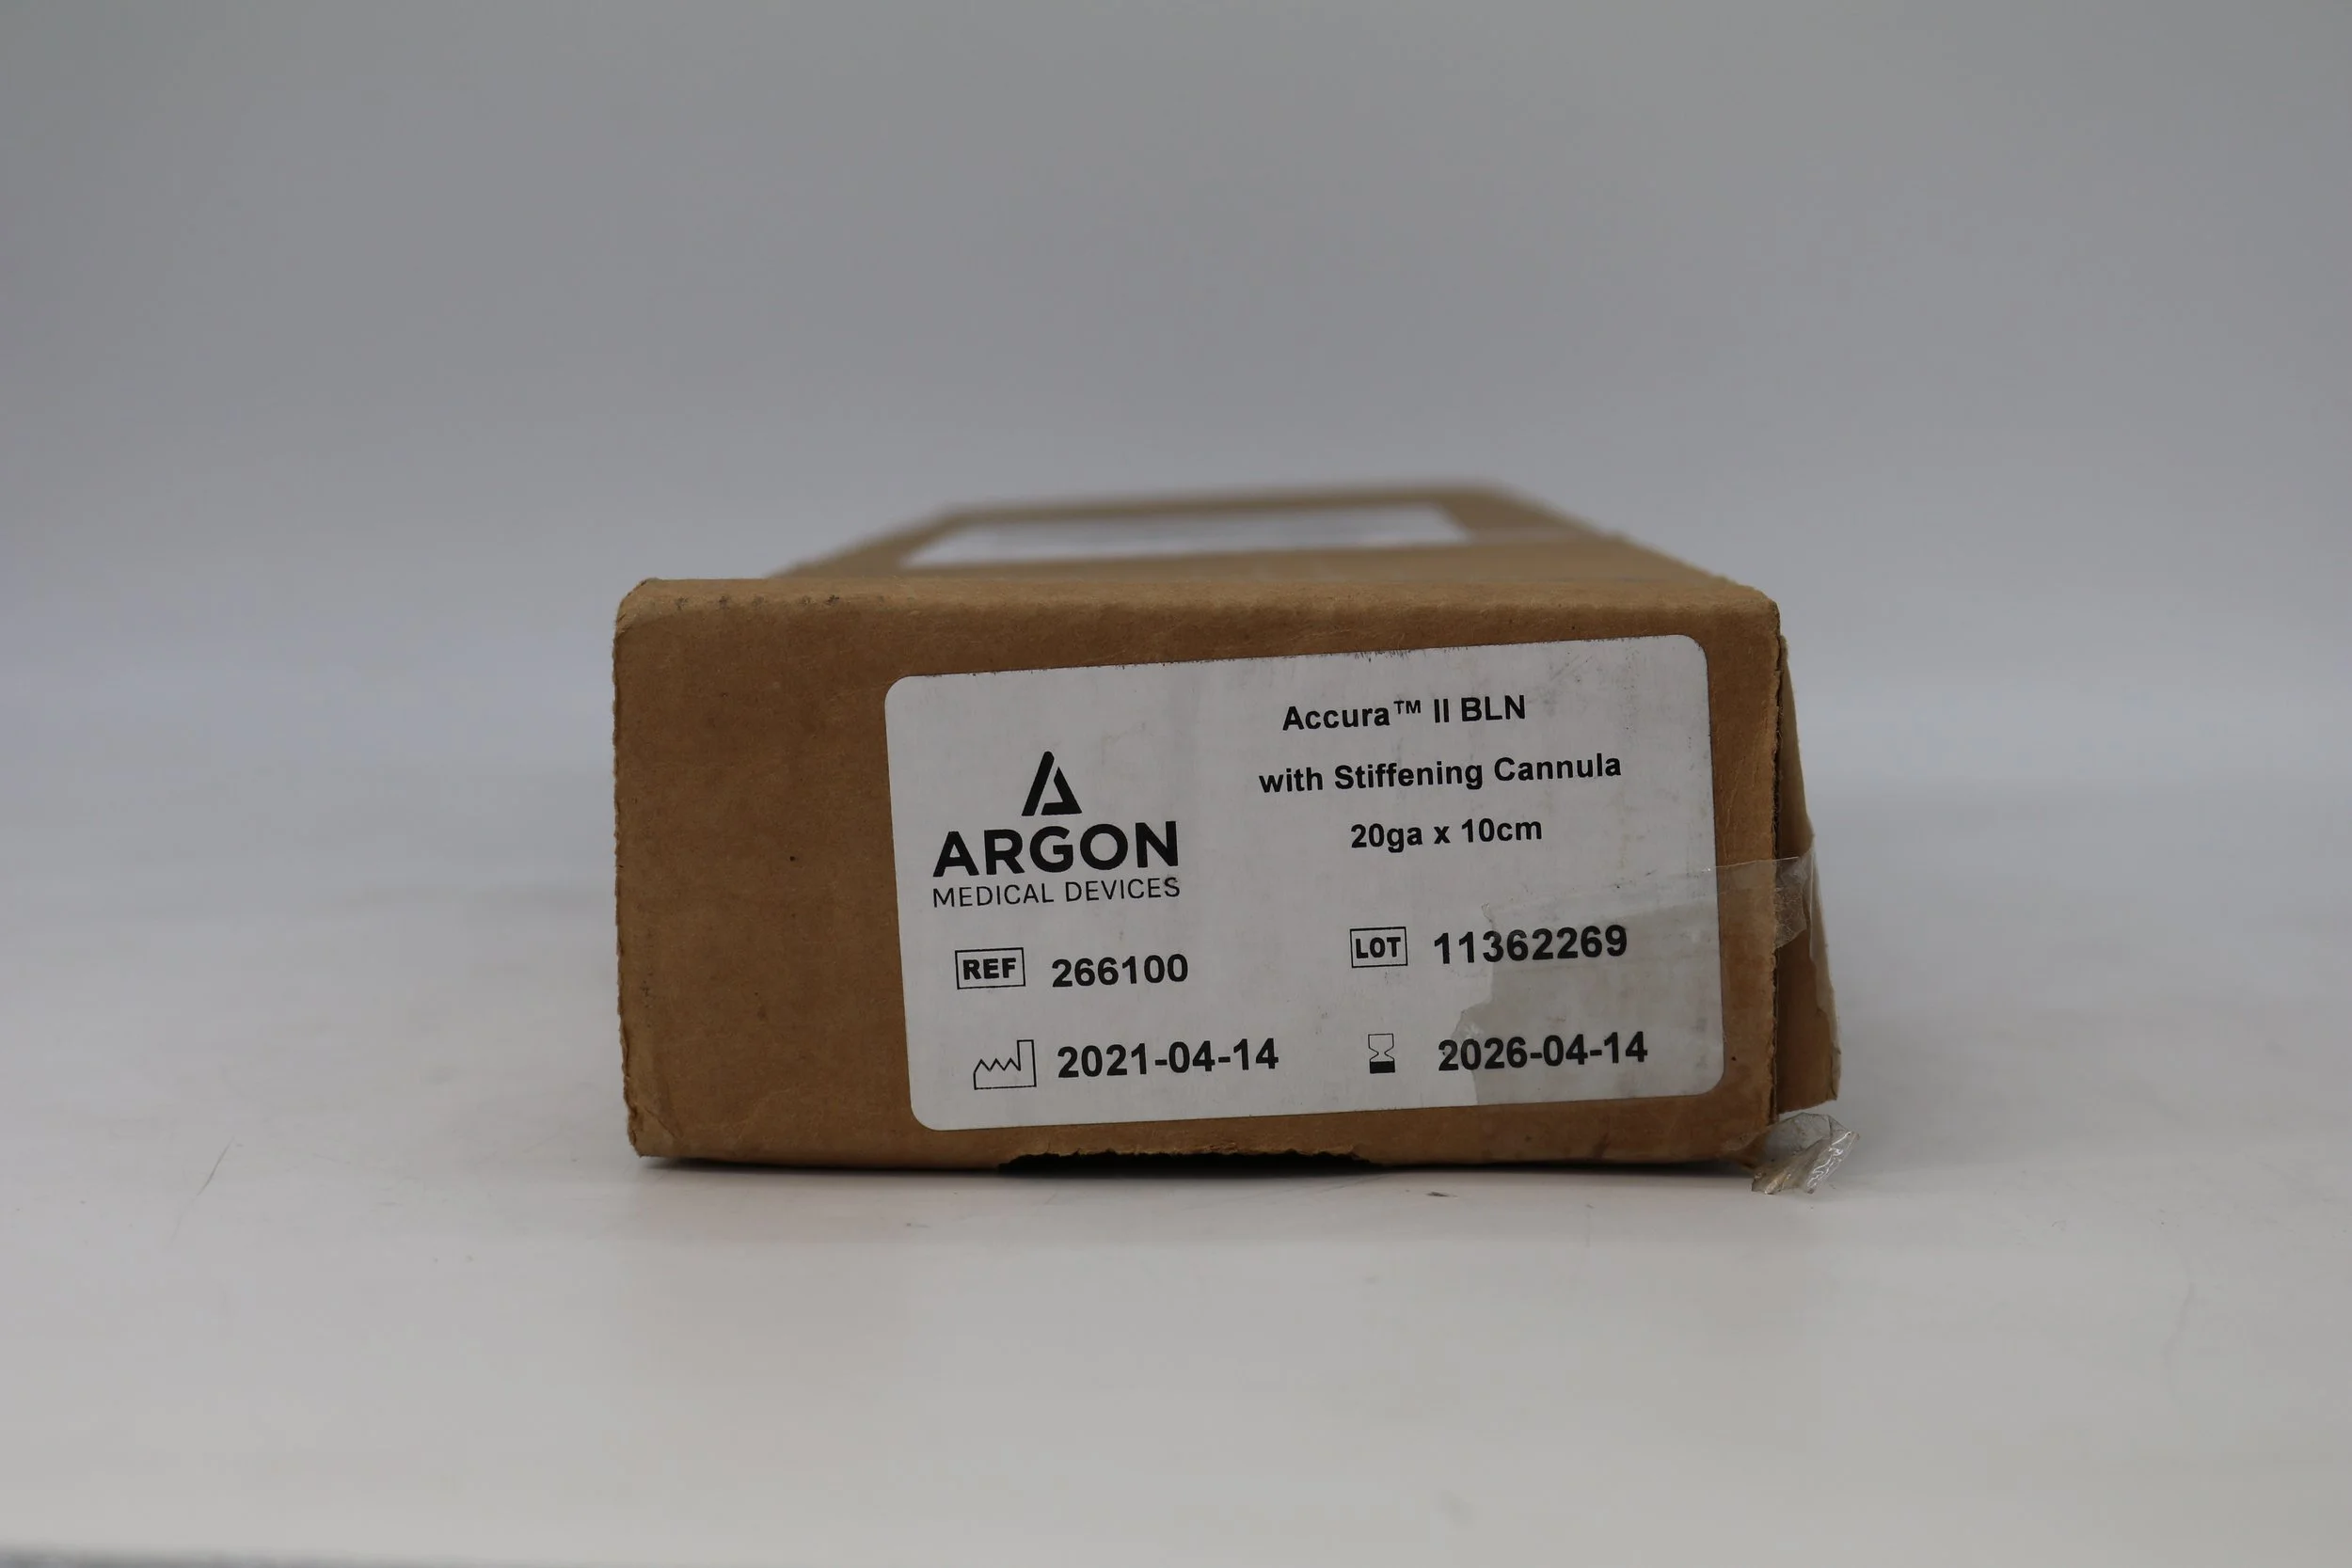 Accura™ II BLN
with Stiffening Cannula
20ga x 10cm
ARGON
MEDICAL DEVICES
REF 266100
LOT 11362269
2021-04-14
2026-04-14